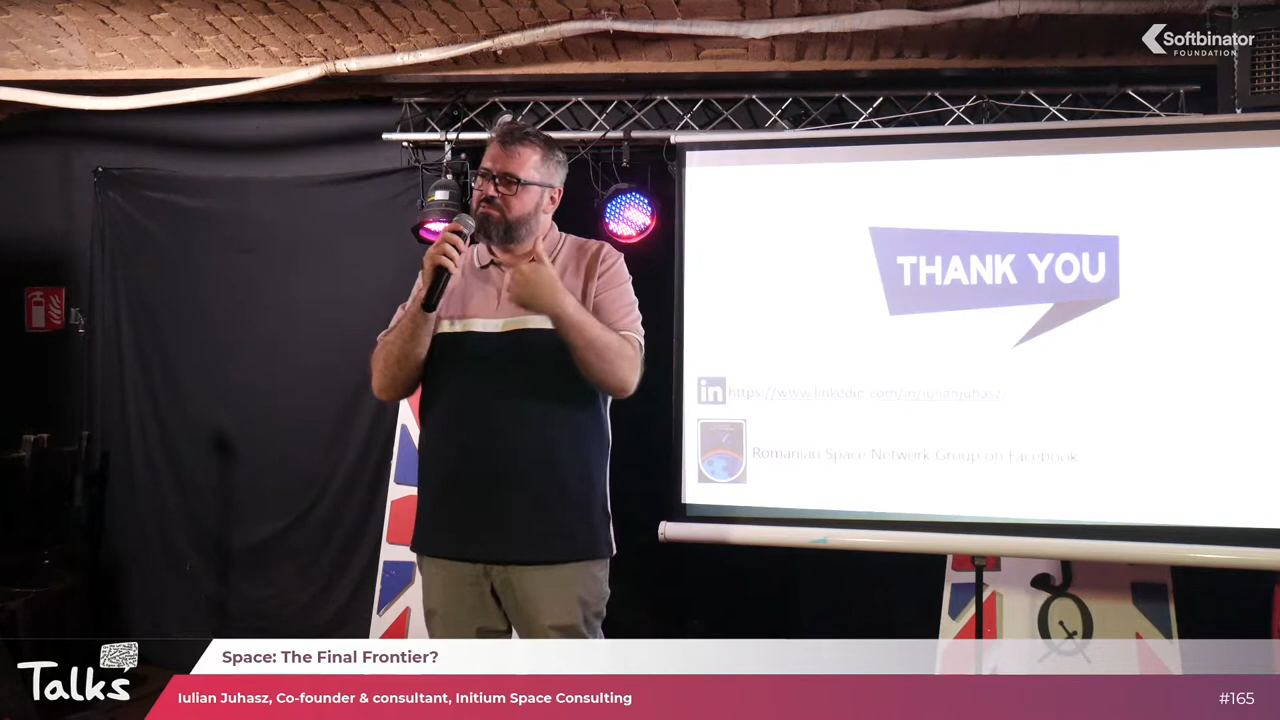 Softbinator
FOUNDATION
THANK YOU
in https://www.linkedin.com/in/iulianjuhasz/
Romanian Space Network Group on Facebook
Talks
Space: The Final Frontier?
Iulian Juhasz, Co-founder & consultant, Initium Space Consulting
#165